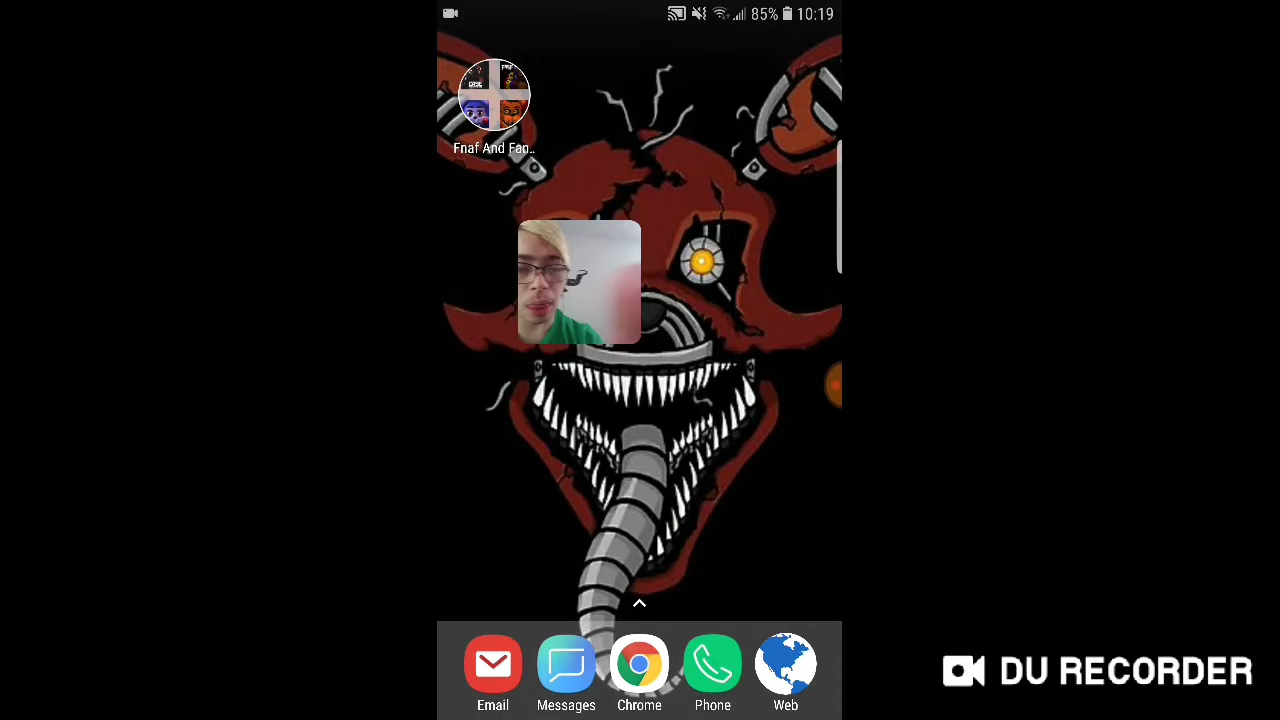 85% 10:19
Fnaf And Fan..
Email Messages Chrome Phone Web
DU RECORDER